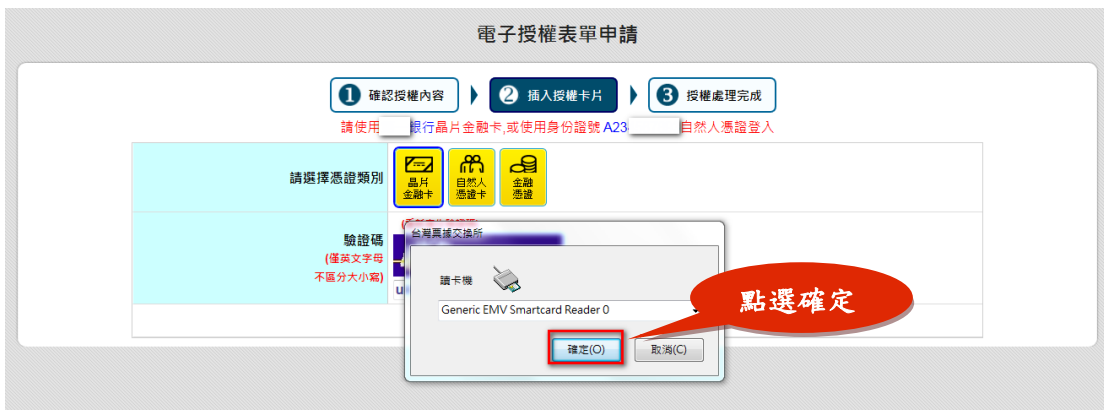 電子授權表單申請
1 確認授權內容 2 插入授權卡片 3 授權處理完成
請使用 銀行晶片金融卡,或使用身份證號 A23 自然人憑證登入
請選擇憑證類別
晶片
金融卡
自然人
憑證卡
金融
憑證
驗證碼
(僅英文字母
不區分大小寫)
台灣票據交換所
讀卡機
Generic EMV Smartcard Reader 0
確定(O)
取消(C)
點選確定